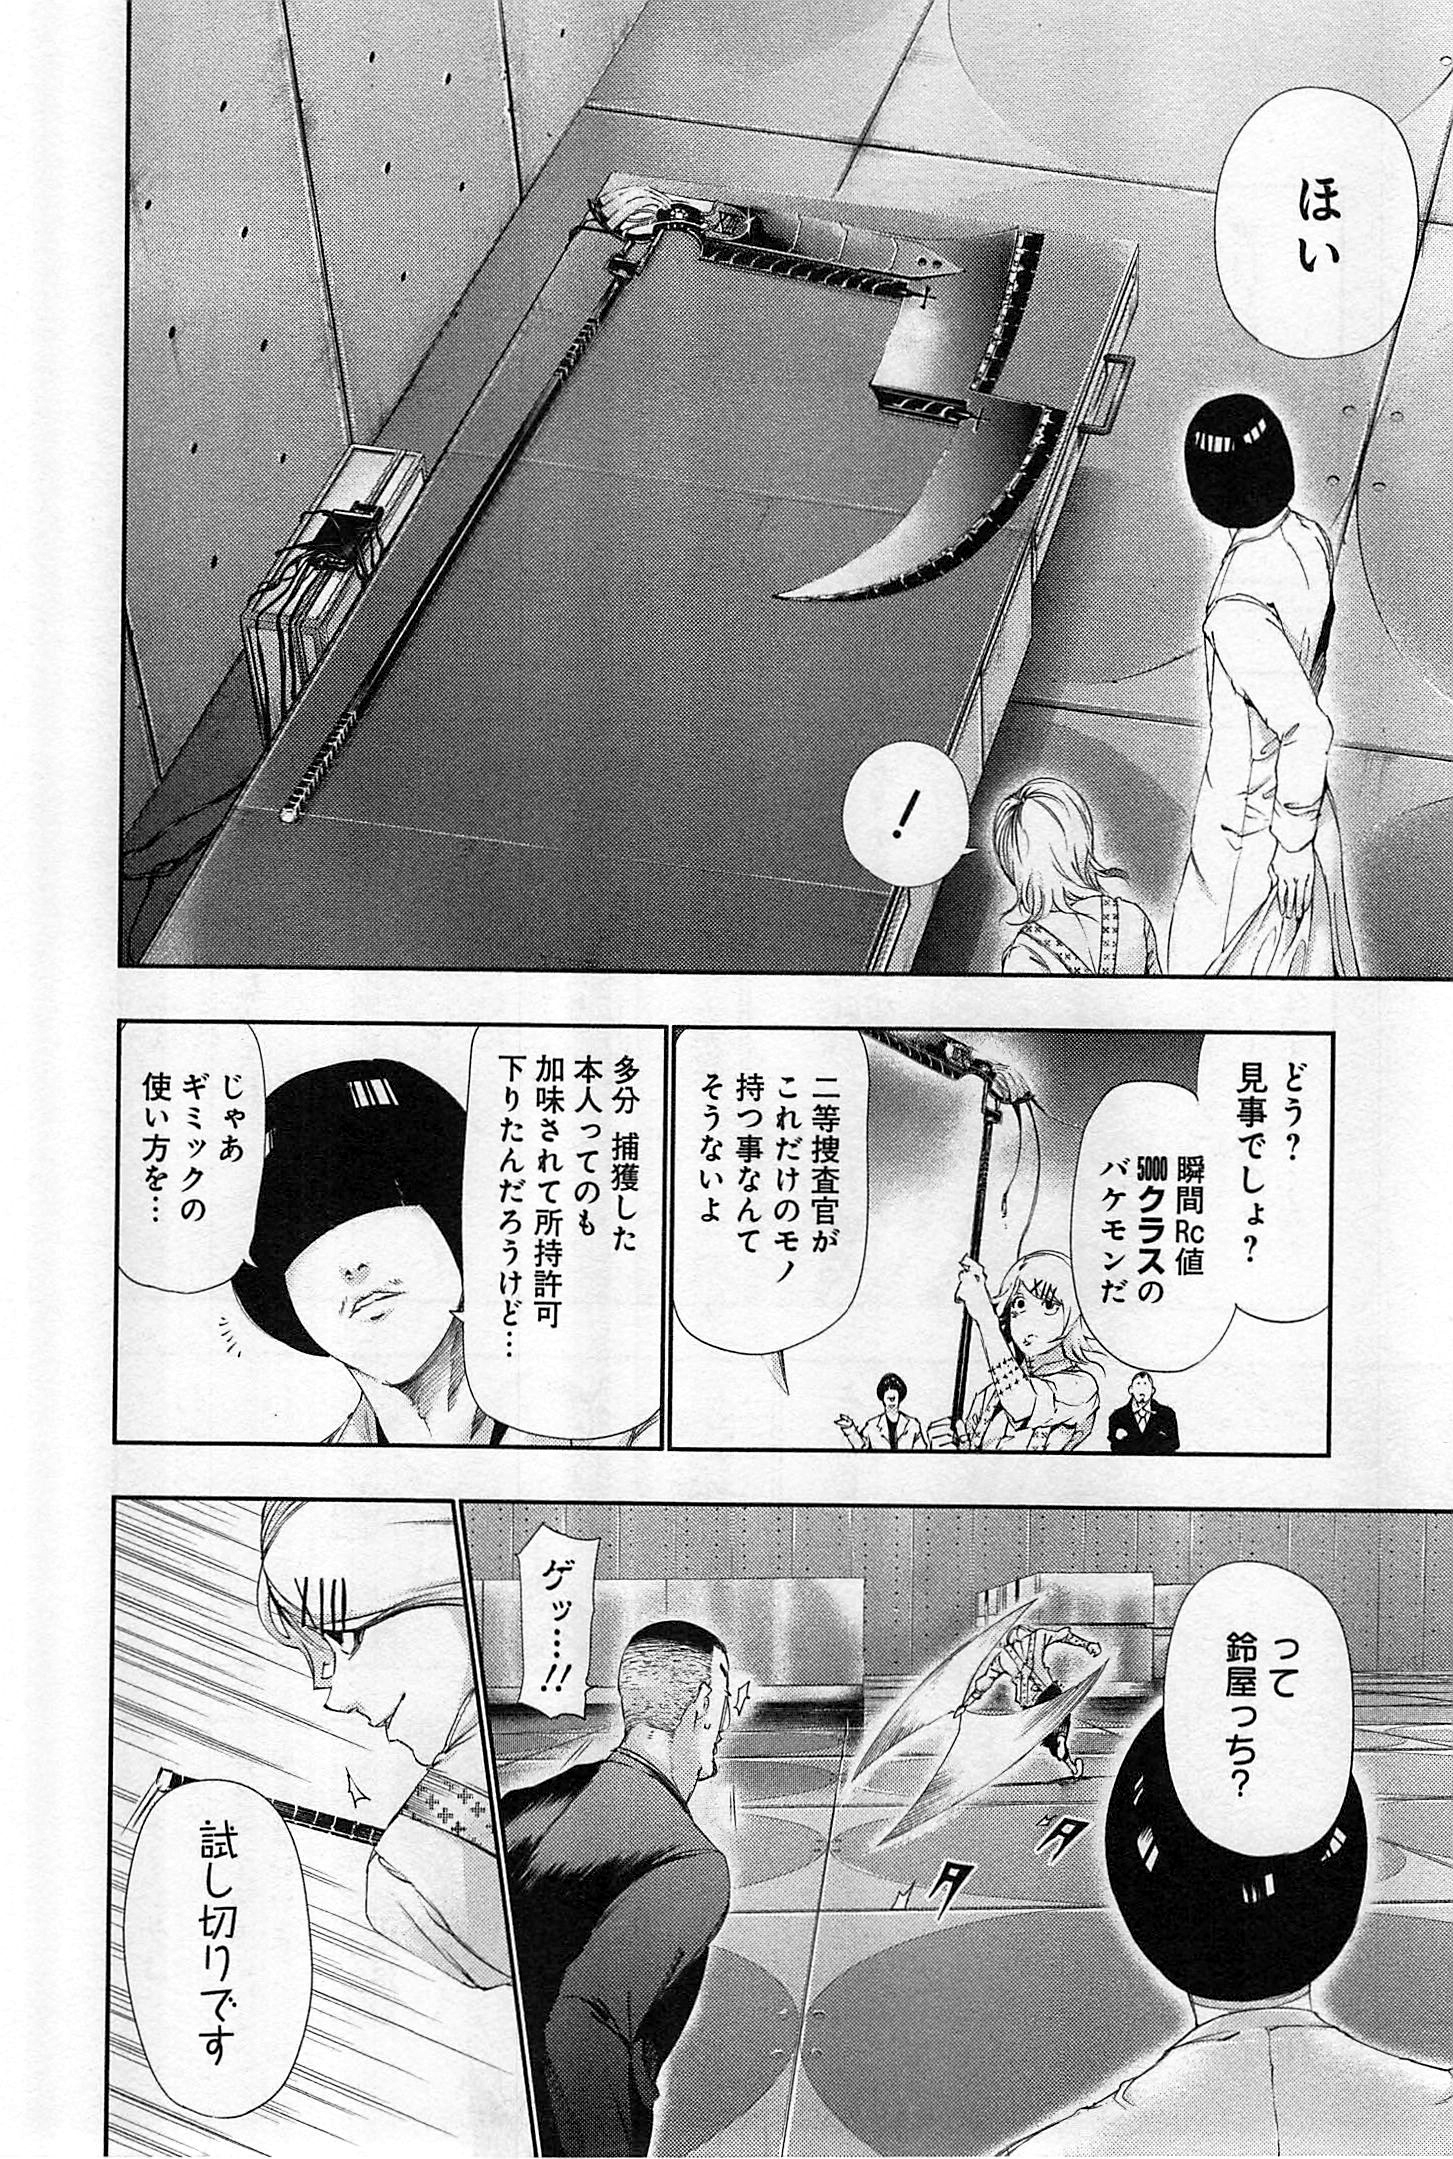 ほい
！
どう？
見事でしょ？
瞬間Rc値
5000クラスの
バケモンだ
二等捜査官が
これだけのモノ
持つ事なんて
そうないよ
多分 捕獲した
本人ってのも
加味されて所持許可
下りたんだろうけど…
じゃあ
ギミックの
使い方を…
って
鈴屋っち？
タ
タ
ゲッ…!!
試し切りです